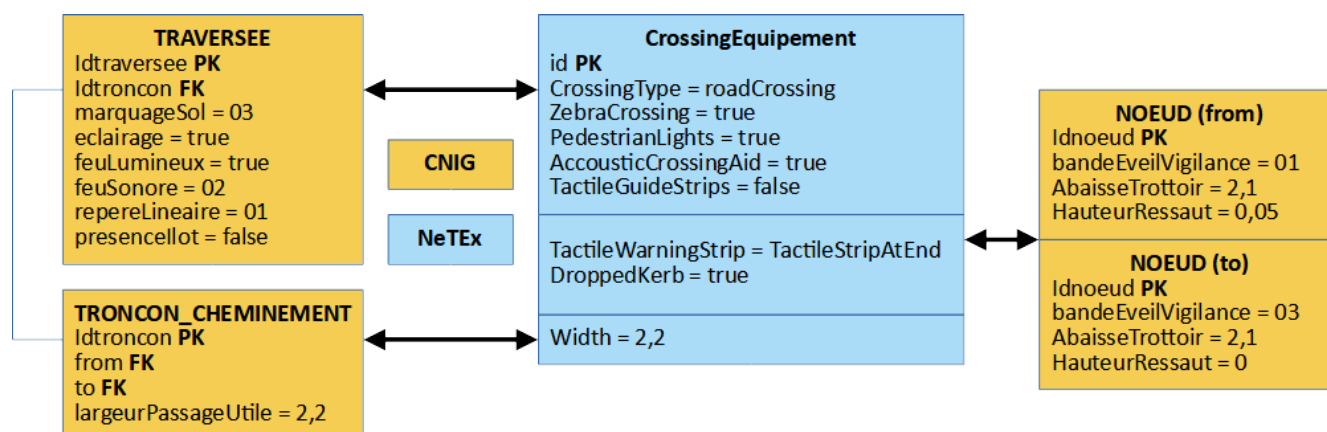 TRAVERSEE
Idtraversee PK
Idtroncon FK
marquageSol = 03
eclairage = true
feuLumineux = true
feuSonore = 02
repereLineaire = 01
presenceIlot = false
TRONCON_CHEMINEMENT
Idtroncon PK
from FK
to FK
largeurPassageUtile = 2,2
CNIG
NeTEx
CrossingEquipement
id PK
CrossingType = roadCrossing
ZebraCrossing = true
PedestrianLights = true
AccousticCrossingAid = true
TactileGuideStrips = false
TactileWarningStrip = TactileStripAtEnd
DroppedKerb = true
Width = 2,2
NOEUD (from)
Idnoeud PK
bandeEveilVigilance = 01
AbaisseTrottoir = 2,1
HauteurRessaut = 0,05
NOEUD (to)
Idnoeud PK
bandeEveilVigilance = 03
AbaisseTrottoir = 2,1
HauteurRessaut = 0